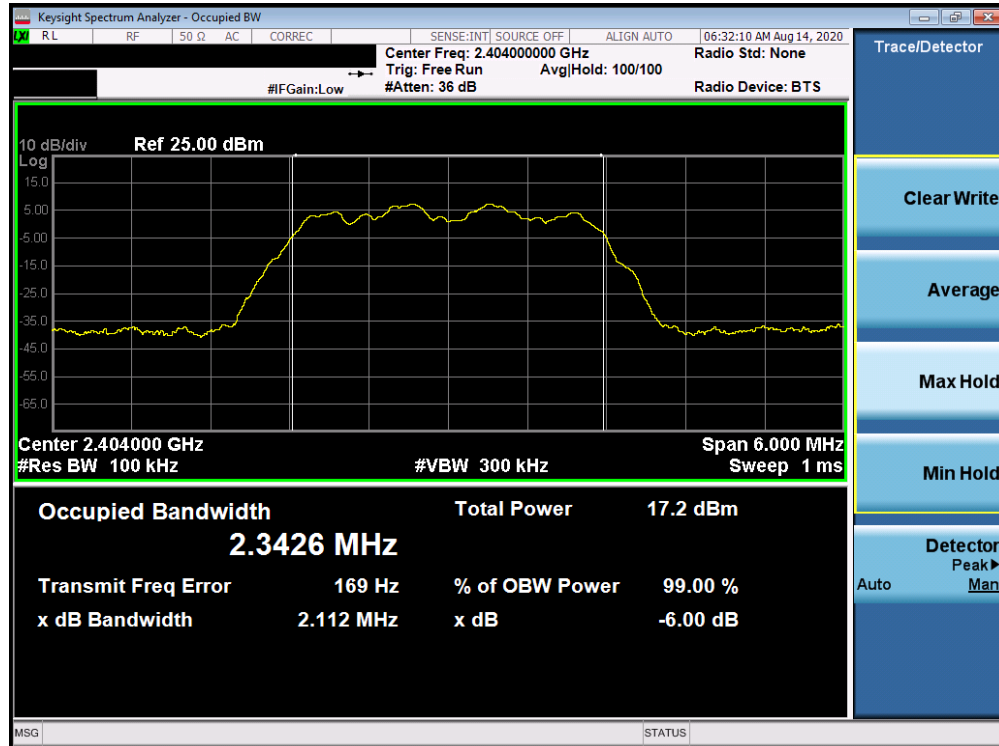 Keysight Spectrum Analyzer - Occupied BW
LXI RL RF 50 Ω AC CORREC SENSE:INT SOURCE OFF ALIGN AUTO 06:32:10 AM Aug 14, 2020
Center Freq: 2.404000000 GHz Radio Std: None
Trig: Free Run Avg|Hold: 100/100
#IFGain:Low #Atten: 36 dB Radio Device: BTS
Trace/Detector
10 dB/div Ref 25.00 dBm
Log
15.0
5.00
-5.00
-15.0
-25.0
-35.0
-45.0
-55.0
-65.0
Center 2.404000 GHz Span 6.000 MHz
#Res BW 100 kHz #VBW 300 kHz Sweep 1 ms
Occupied Bandwidth Total Power 17.2 dBm
2.3426 MHz
Transmit Freq Error 169 Hz % of OBW Power 99.00 %
x dB Bandwidth 2.112 MHz x dB -6.00 dB
Clear Write
Average
Max Hold
Min Hold
Detector
Peak▶
Auto Man
MSG STATUS